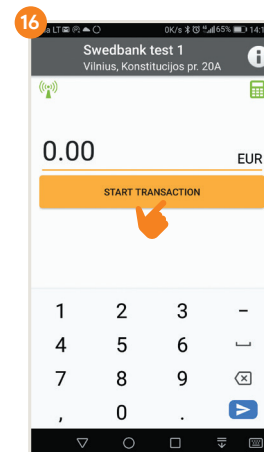 16
LT
0K/s 65% 14:1
Swedbank test 1
Vilnius, Konstitucijos pr. 20A
0.00 EUR
START TRANSACTION
1 2 3 -
4 5 6
7 8 9
, 0 .